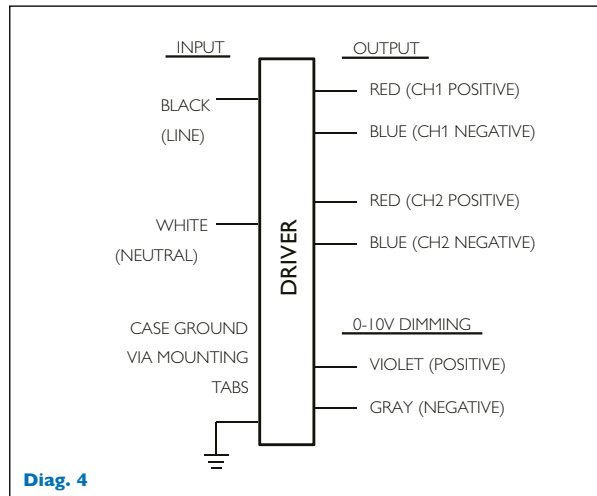 INPUT
BLACK
(LINE)
WHITE
(NEUTRAL)
CASE GROUND
VIA MOUNTING
TABS
DRIVER
OUTPUT
RED (CH1 POSITIVE)
BLUE (CH1 NEGATIVE)
RED (CH2 POSITIVE)
BLUE (CH2 NEGATIVE)
0-10V DIMMING
VIOLET (POSITIVE)
GRAY (NEGATIVE)
Diag. 4